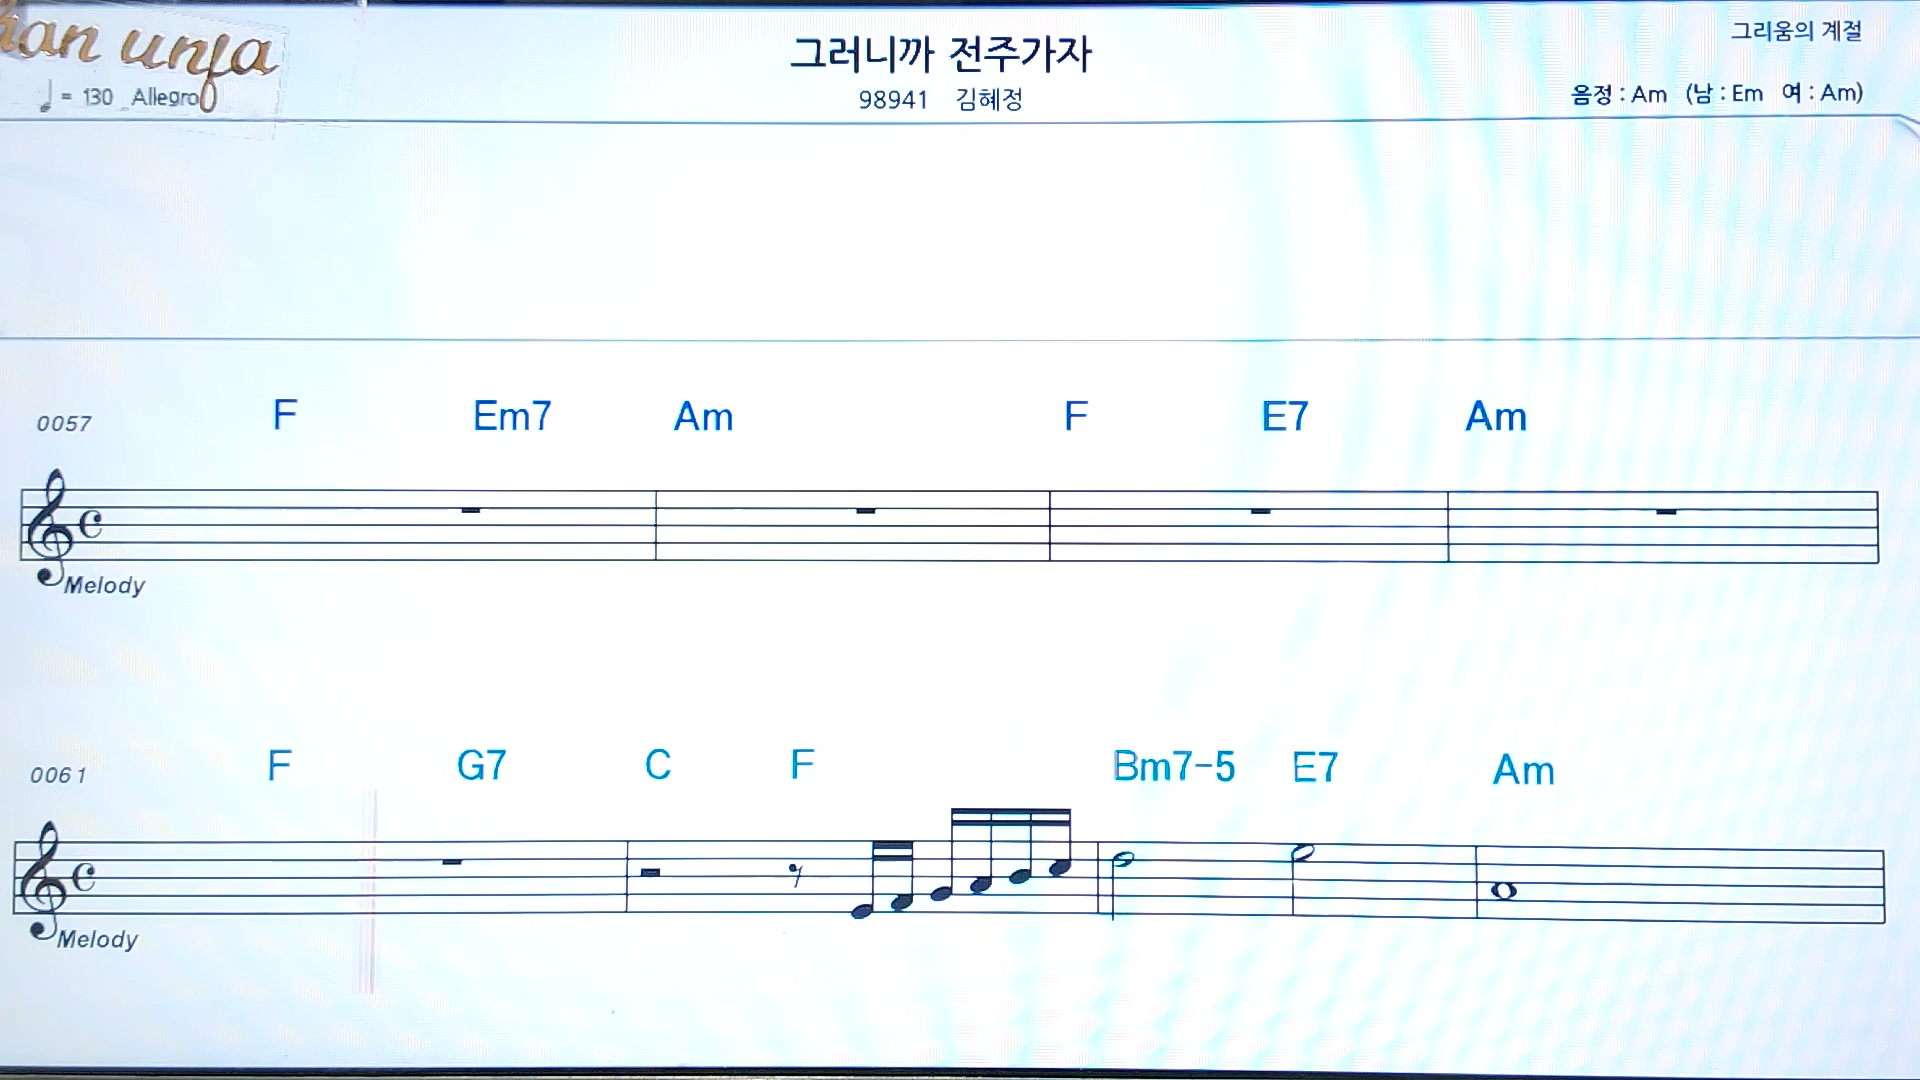 unja
그리움의 계절
그러니까 전주가자
= 130 Allegro
98941 김혜정
음정 : Am (남 : Em 여 : Am)
0057 F Em7 Am F E7 Am
Melody
0061 F G7 C F Bm7-5 E7 Am
Melody